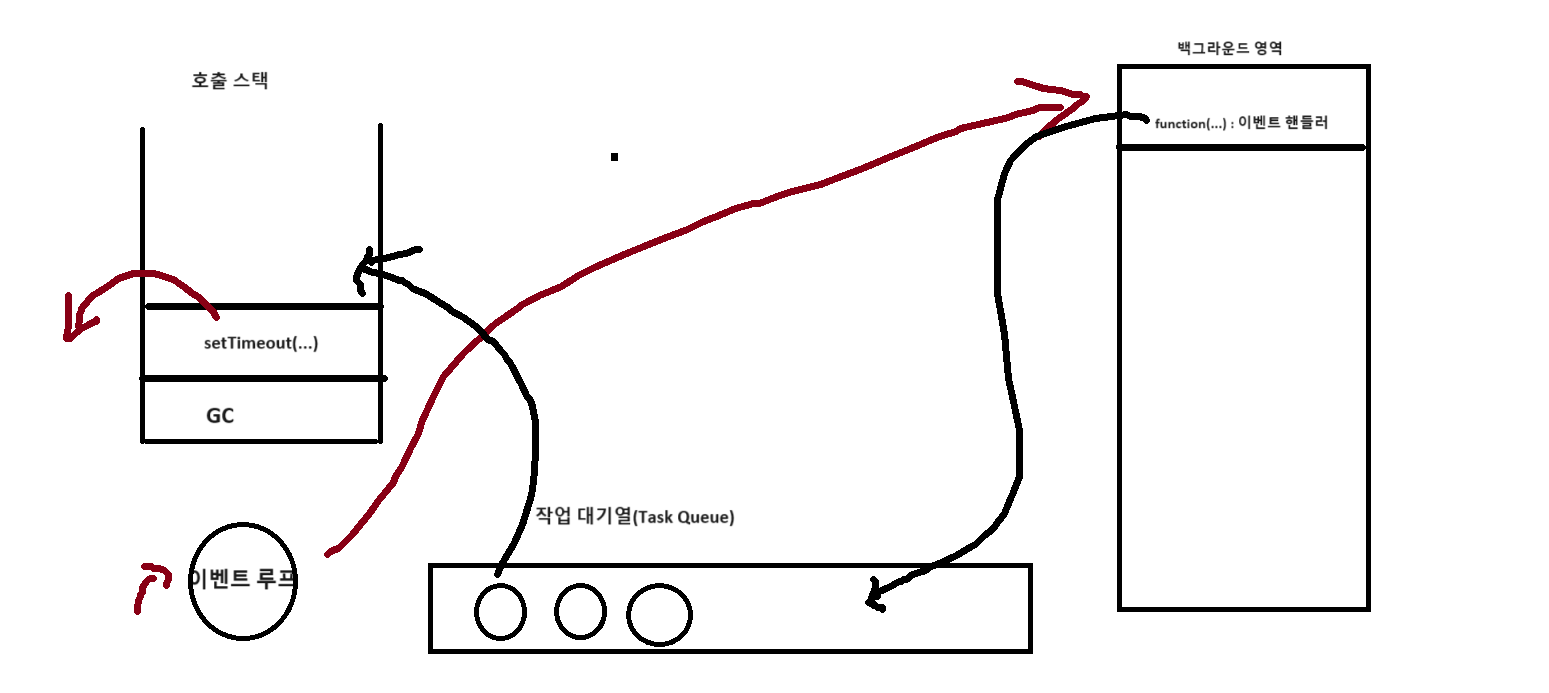 호출 스택
백그라운드 영역
function(...) : 이벤트 핸들러
setTimeout(...)
GC
작업 대기열(Task Queue)
이벤트 루프